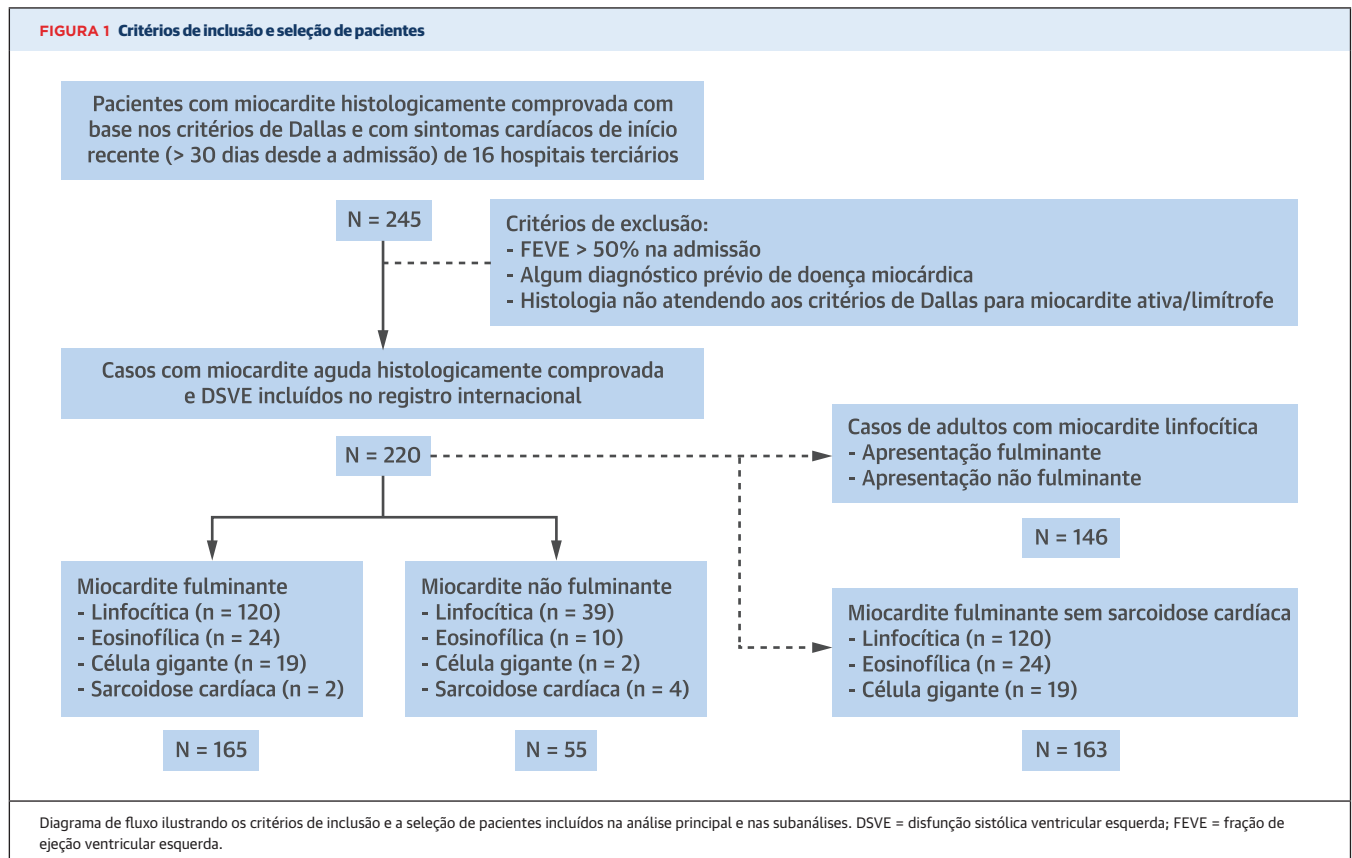 FIGURA 1 Critérios de inclusão e seleção de pacientes
Pacientes com miocardite histologicamente comprovada com
base nos critérios de Dallas e com sintomas cardíacos de início
recente (> 30 dias desde a admissão) de 16 hospitais terciários
N = 245
Critérios de exclusão:
- FEVE > 50% na admissão
- Algum diagnóstico prévio de doença miocárdica
- Histologia não atendendo aos critérios de Dallas para miocardite ativa/limítrofe
Casos com miocardite aguda histologicamente comprovada
e DSVE incluídos no registro internacional
N = 220
Casos de adultos com miocardite linfocítica
- Apresentação fulminante
- Apresentação não fulminante
N = 146
Miocardite fulminante
- Linfocítica (n = 120)
- Eosinofílica (n = 24)
- Célula gigante (n = 19)
- Sarcoidose cardíaca (n = 2)
N = 165
Miocardite não fulminante
- Linfocítica (n = 39)
- Eosinofílica (n = 10)
- Célula gigante (n = 2)
- Sarcoidose cardíaca (n = 4)
N = 55
Miocardite fulminante sem sarcoidose cardíaca
- Linfocítica (n = 120)
- Eosinofílica (n = 24)
- Célula gigante (n = 19)
N = 163
Diagrama de fluxo ilustrando os critérios de inclusão e a seleção de pacientes incluídos na análise principal e nas subanálises. DSVE = disfunção sistólica ventricular esquerda; FEVE = fração de
ejeção ventricular esquerda.